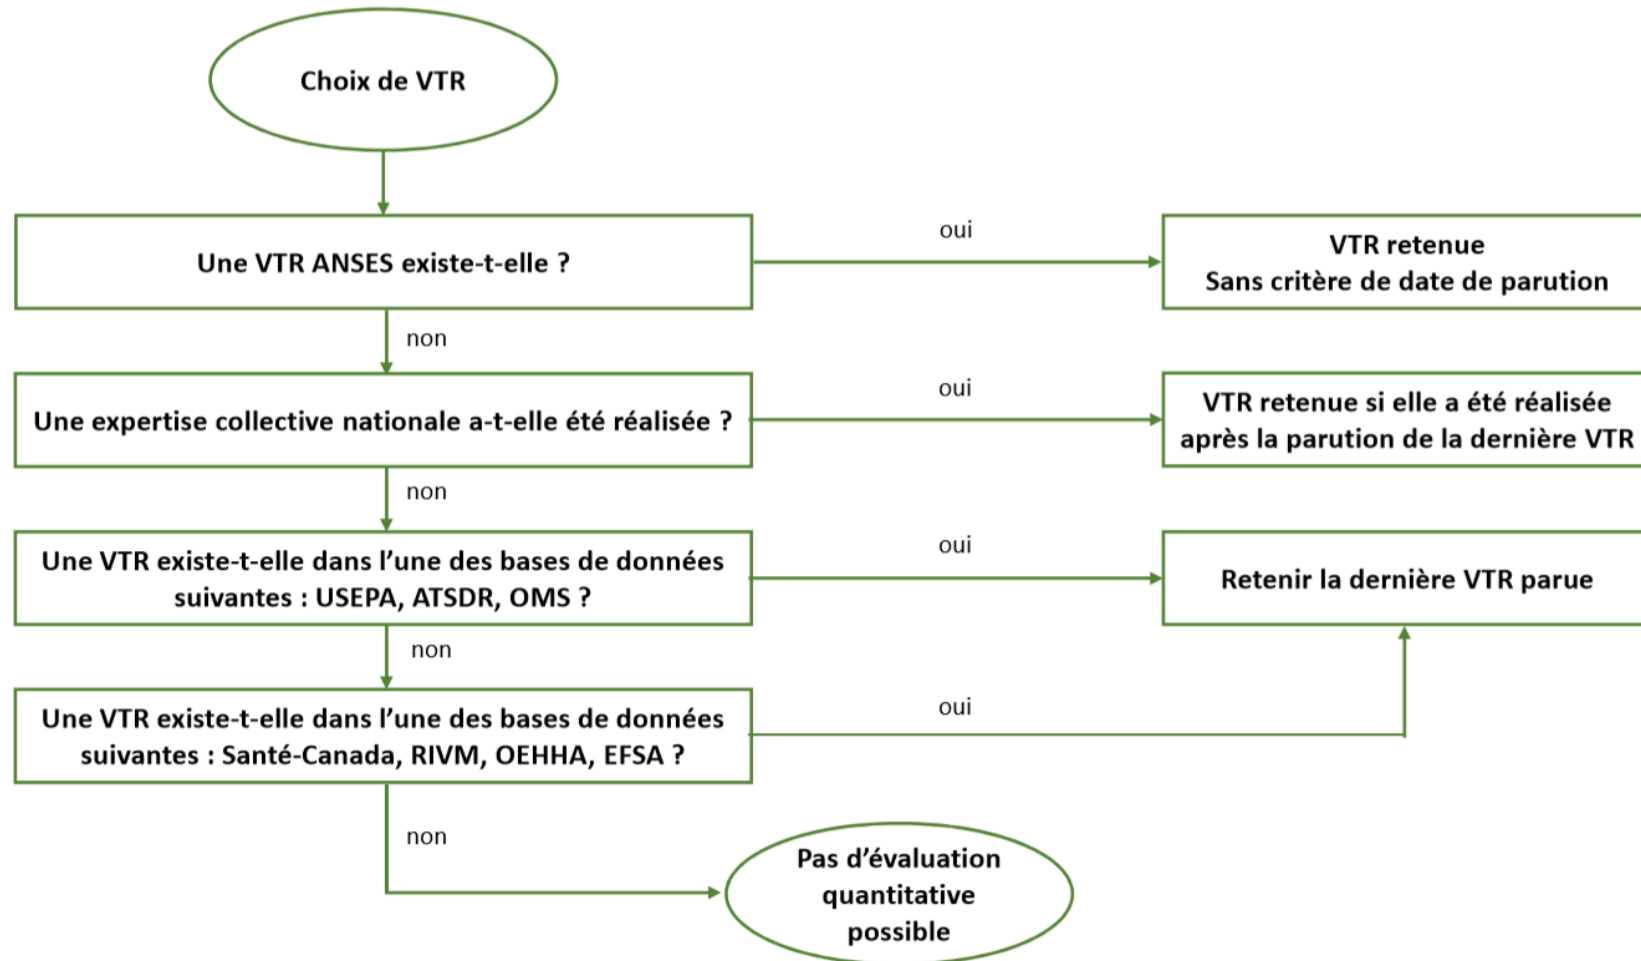 Choix de VTR
Une VTR ANSES existe-t-elle ?
oui
VTR retenue
Sans critère de date de parution
non
Une expertise collective nationale a-t-elle été réalisée ?
oui
VTR retenue si elle a été réalisée
après la parution de la dernière VTR
non
Une VTR existe-t-elle dans l’une des bases de données
suivantes : USEPA, ATSDR, OMS ?
oui
Retenir la dernière VTR parue
non
Une VTR existe-t-elle dans l’une des bases de données
suivantes : Santé-Canada, RIVM, OEHHA, EFSA ?
oui
non
Pas d’évaluation
quantitative
possible